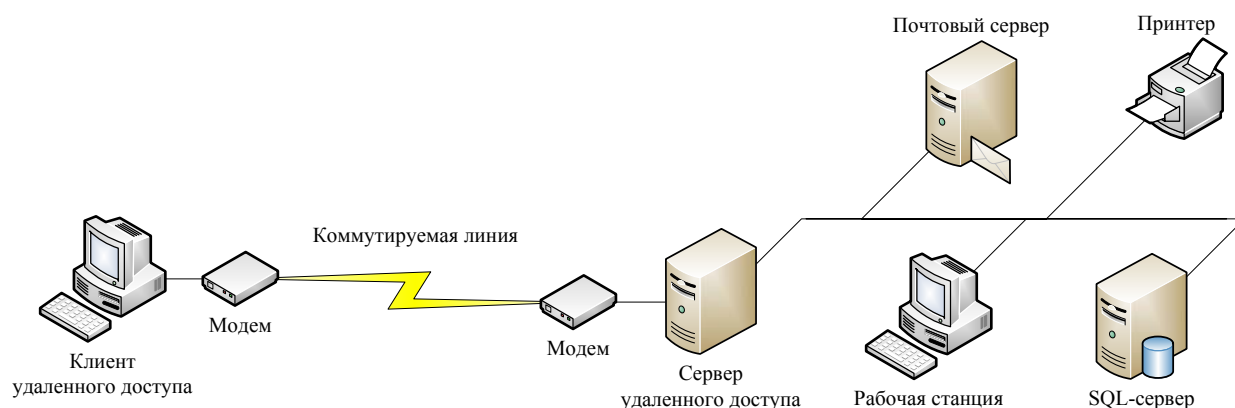 Почтовый сервер
Принтер
Коммутируемая линия
Модем
Модем
Клиент
удаленного доступа
Сервер
удаленного доступа
Рабочая станция
SQL-сервер